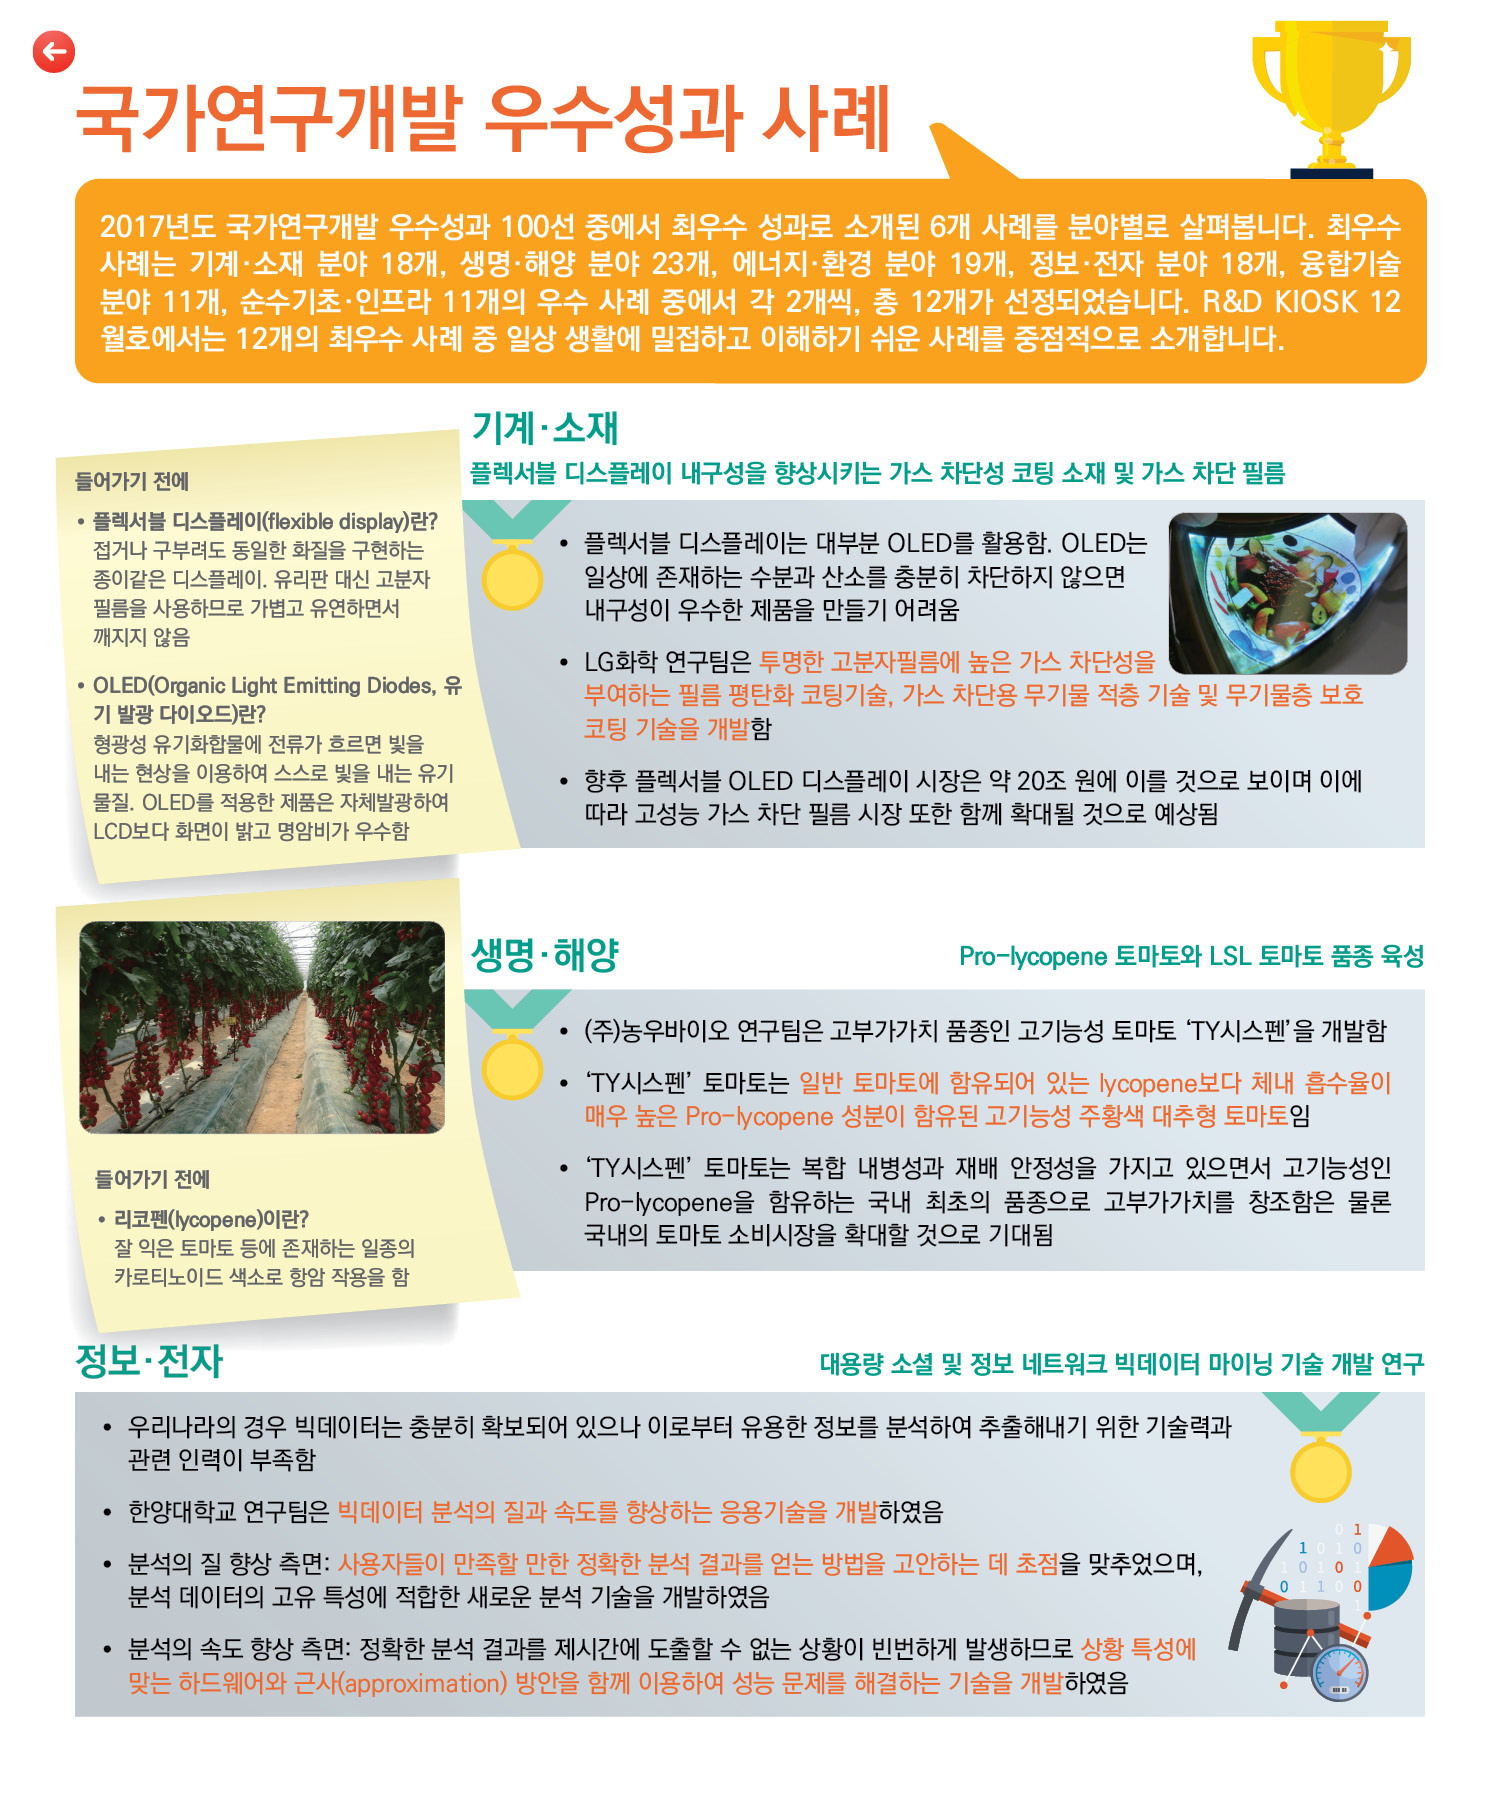 국가연구개발 우수성과 사례
2017년도 국가연구개발 우수성과 100선 중에서 최우수 성과로 소개된 6개 사례를 분야별로 살펴봅니다. 최우수
사례는 기계·소재 분야 18개, 생명·해양 분야 23개, 에너지·환경 분야 19개, 정보·전자 분야 18개, 융합기술
분야 11개, 순수기초·인프라 11개의 우수 사례 중에서 각 2개씩, 총 12개가 선정되었습니다. R&D KIOSK 12
월호에서는 12개의 최우수 사례 중 일상 생활에 밀접하고 이해하기 쉬운 사례를 중점적으로 소개합니다.
기계·소재
플렉서블 디스플레이 내구성을 향상시키는 가스 차단성 코팅 소재 및 가스 차단 필름
들어가기 전에
• 플렉서블 디스플레이(flexible display)란?
접거나 구부려도 동일한 화질을 구현하는
종이같은 디스플레이. 유리판 대신 고분자
필름을 사용하므로 가볍고 유연하면서
깨지지 않음
• OLED(Organic Light Emitting Diodes, 유
기 발광 다이오드)란?
형광성 유기화합물에 전류가 흐르면 빛을
내는 현상을 이용하여 스스로 빛을 내는 유기
물질. OLED를 적용한 제품은 자체발광하여
LCD보다 화면이 밝고 명암비가 우수함
• 플렉서블 디스플레이는 대부분 OLED를 활용함. OLED는
일상에 존재하는 수분과 산소를 충분히 차단하지 않으면
내구성이 우수한 제품을 만들기 어려움
• LG화학 연구팀은 투명한 고분자필름에 높은 가스 차단성을
부여하는 필름 평탄화 코팅기술, 가스 차단용 무기물 적층 기술 및 무기물층 보호
코팅 기술을 개발함
• 향후 플렉서블 OLED 디스플레이 시장은 약 20조 원에 이를 것으로 보이며 이에
따라 고성능 가스 차단 필름 시장 또한 함께 확대될 것으로 예상됨
생명·해양
Pro-lycopene 토마토와 LSL 토마토 품종 육성
들어가기 전에
• 리코펜(lycopene)이란?
잘 익은 토마토 등에 존재하는 일종의
카로티노이드 색소로 항암 작용을 함
• (주)농우바이오 연구팀은 고부가가치 품종인 고기능성 토마토 ‘TY시스펜’을 개발함
• ‘TY시스펜’ 토마토는 일반 토마토에 함유되어 있는 lycopene보다 체내 흡수율이
매우 높은 Pro-lycopene 성분이 함유된 고기능성 주황색 대추형 토마토임
• ‘TY시스펜’ 토마토는 복합 내병성과 재배 안정성을 가지고 있으면서 고기능성인
Pro-lycopene을 함유하는 국내 최초의 품종으로 고부가가치를 창조함은 물론
국내의 토마토 소비시장을 확대할 것으로 기대됨
정보·전자
대용량 소셜 및 정보 네트워크 빅데이터 마이닝 기술 개발 연구
• 우리나라의 경우 빅데이터는 충분히 확보되어 있으나 이로부터 유용한 정보를 분석하여 추출해내기 위한 기술력과
관련 인력이 부족함
• 한양대학교 연구팀은 빅데이터 분석의 질과 속도를 향상하는 응용기술을 개발하였음
• 분석의 질 향상 측면: 사용자들이 만족할 만한 정확한 분석 결과를 얻는 방법을 고안하는 데 초점을 맞추었으며,
분석 데이터의 고유 특성에 적합한 새로운 분석 기술을 개발하였음
• 분석의 속도 향상 측면: 정확한 분석 결과를 제시간에 도출할 수 없는 상황이 빈번하게 발생하므로 상황 특성에
맞는 하드웨어와 근사(approximation) 방안을 함께 이용하여 성능 문제를 해결하는 기술을 개발하였음
0 1
1 0 1 0
1 0 1 0 1
0 1 1 0 0
1